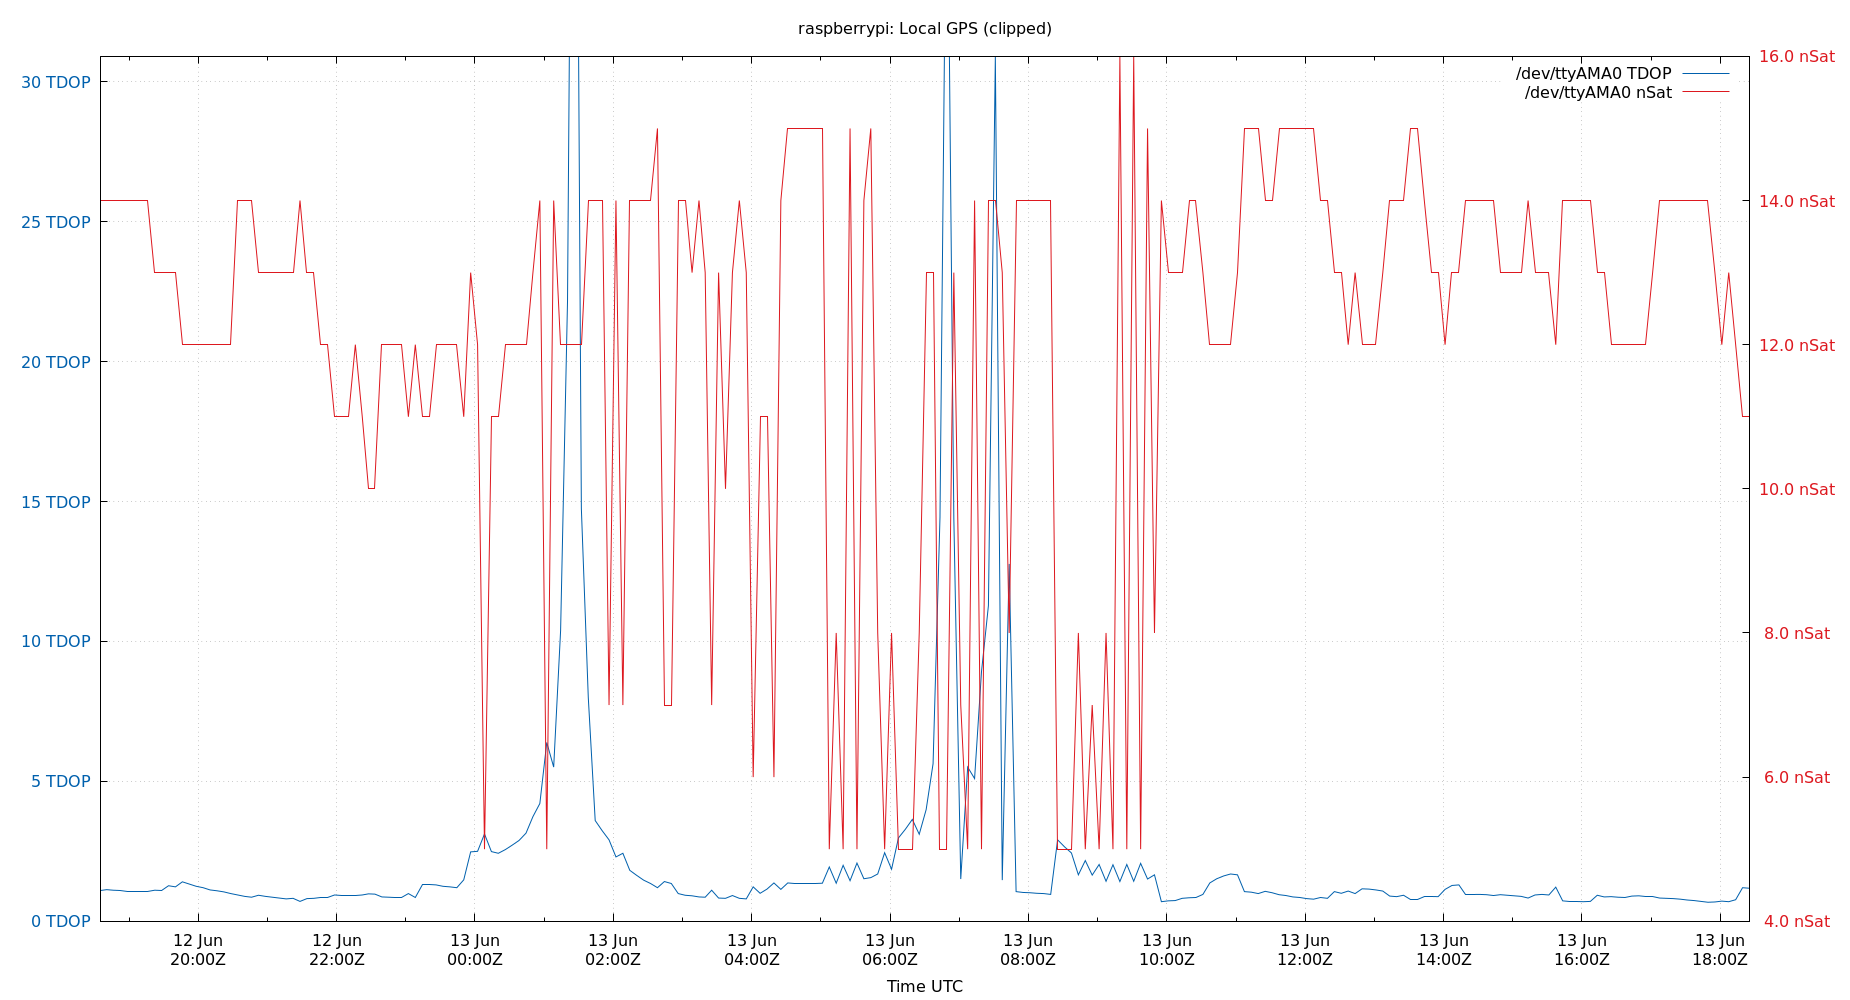 raspberrypi: Local GPS (clipped)
/dev/ttyAMA0 TDOP
/dev/ttyAMA0 nSat
30 TDOP
25 TDOP
20 TDOP
15 TDOP
10 TDOP
5 TDOP
0 TDOP
16.0 nSat
14.0 nSat
12.0 nSat
10.0 nSat
8.0 nSat
6.0 nSat
4.0 nSat
12 Jun
20:00Z
12 Jun
22:00Z
13 Jun
00:00Z
13 Jun
02:00Z
13 Jun
04:00Z
13 Jun
06:00Z
13 Jun
08:00Z
13 Jun
10:00Z
13 Jun
12:00Z
13 Jun
14:00Z
13 Jun
16:00Z
13 Jun
18:00Z
Time UTC